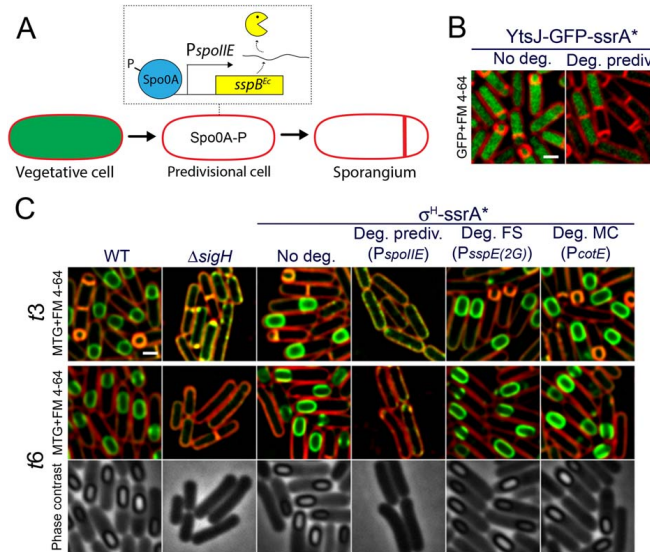 A
P
Spo0A
PspoIIE
sspB^Ec
Spo0A-P
Vegetative cell
Predivisional cell
Sporangium
B
YtsJ-GFP-ssrA*
No deg.
Deg. prediv.
GFP+FM 4-64
C
σ^H-ssrA*
WT
ΔsigH
No deg.
Deg. prediv.
(PspoIIE)
Deg. FS
(PsspE(2G))
Deg. MC
(PcotE)
t3
MTG+FM 4-64
t6
MTG+FM 4-64
Phase contrast